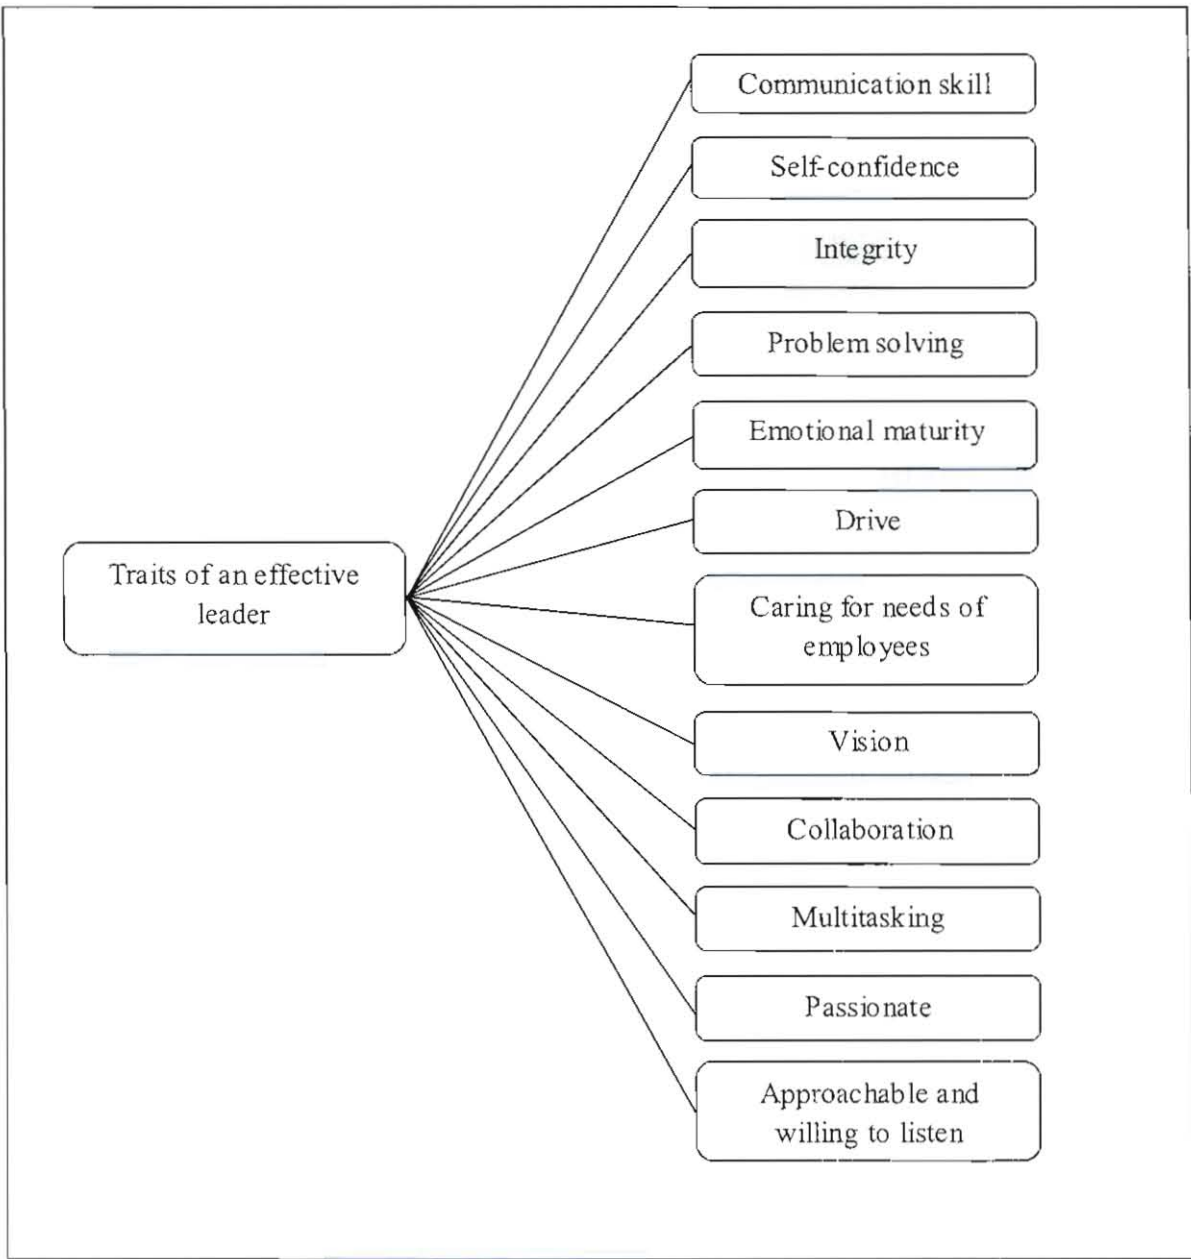 Communication skill
Self-confidence
Integrity
Problem solving
Emotional maturity
Drive
Traits of an effective
leader
Caring for needs of
employees
Vision
Collaboration
Multitasking
Passionate
Approachable and
willing to listen